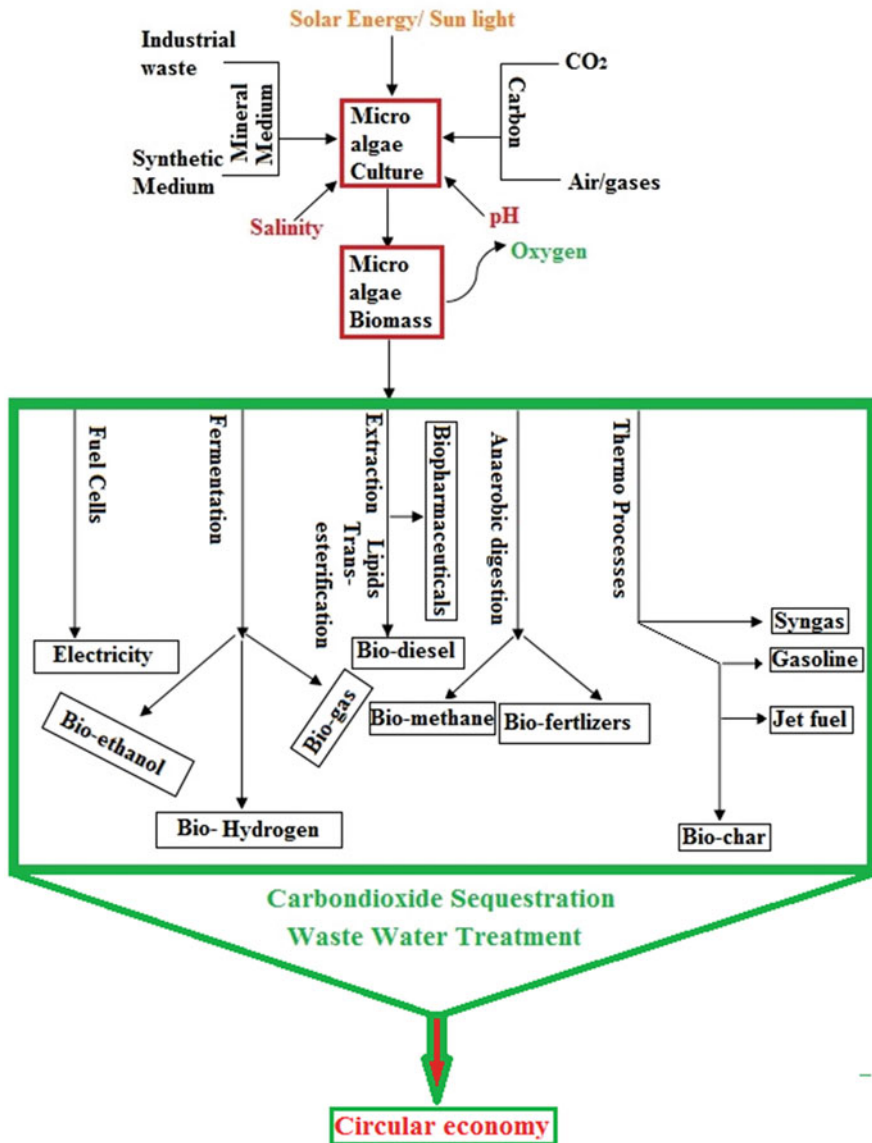 Solar Energy/ Sun light
Industrial
waste
Mineral
Medium
Synthetic
Medium
Micro
algae
Culture
Carbon
CO2
Air/gases
Salinity
pH
Oxygen
Micro
algae
Biomass
Fuel Cells
Fermentation
Extraction
Lipids
Trans-
esterification
Biopharmaceuticals
Anaerobic digestion
Thermo Processes
Electricity
Bio-ethanol
Bio- Hydrogen
Bio-gas
Bio-diesel
Bio-methane
Bio-fertlizers
Syngas
Gasoline
Jet fuel
Bio-char
Carbondioxide Sequestration
Waste Water Treatment
Circular economy